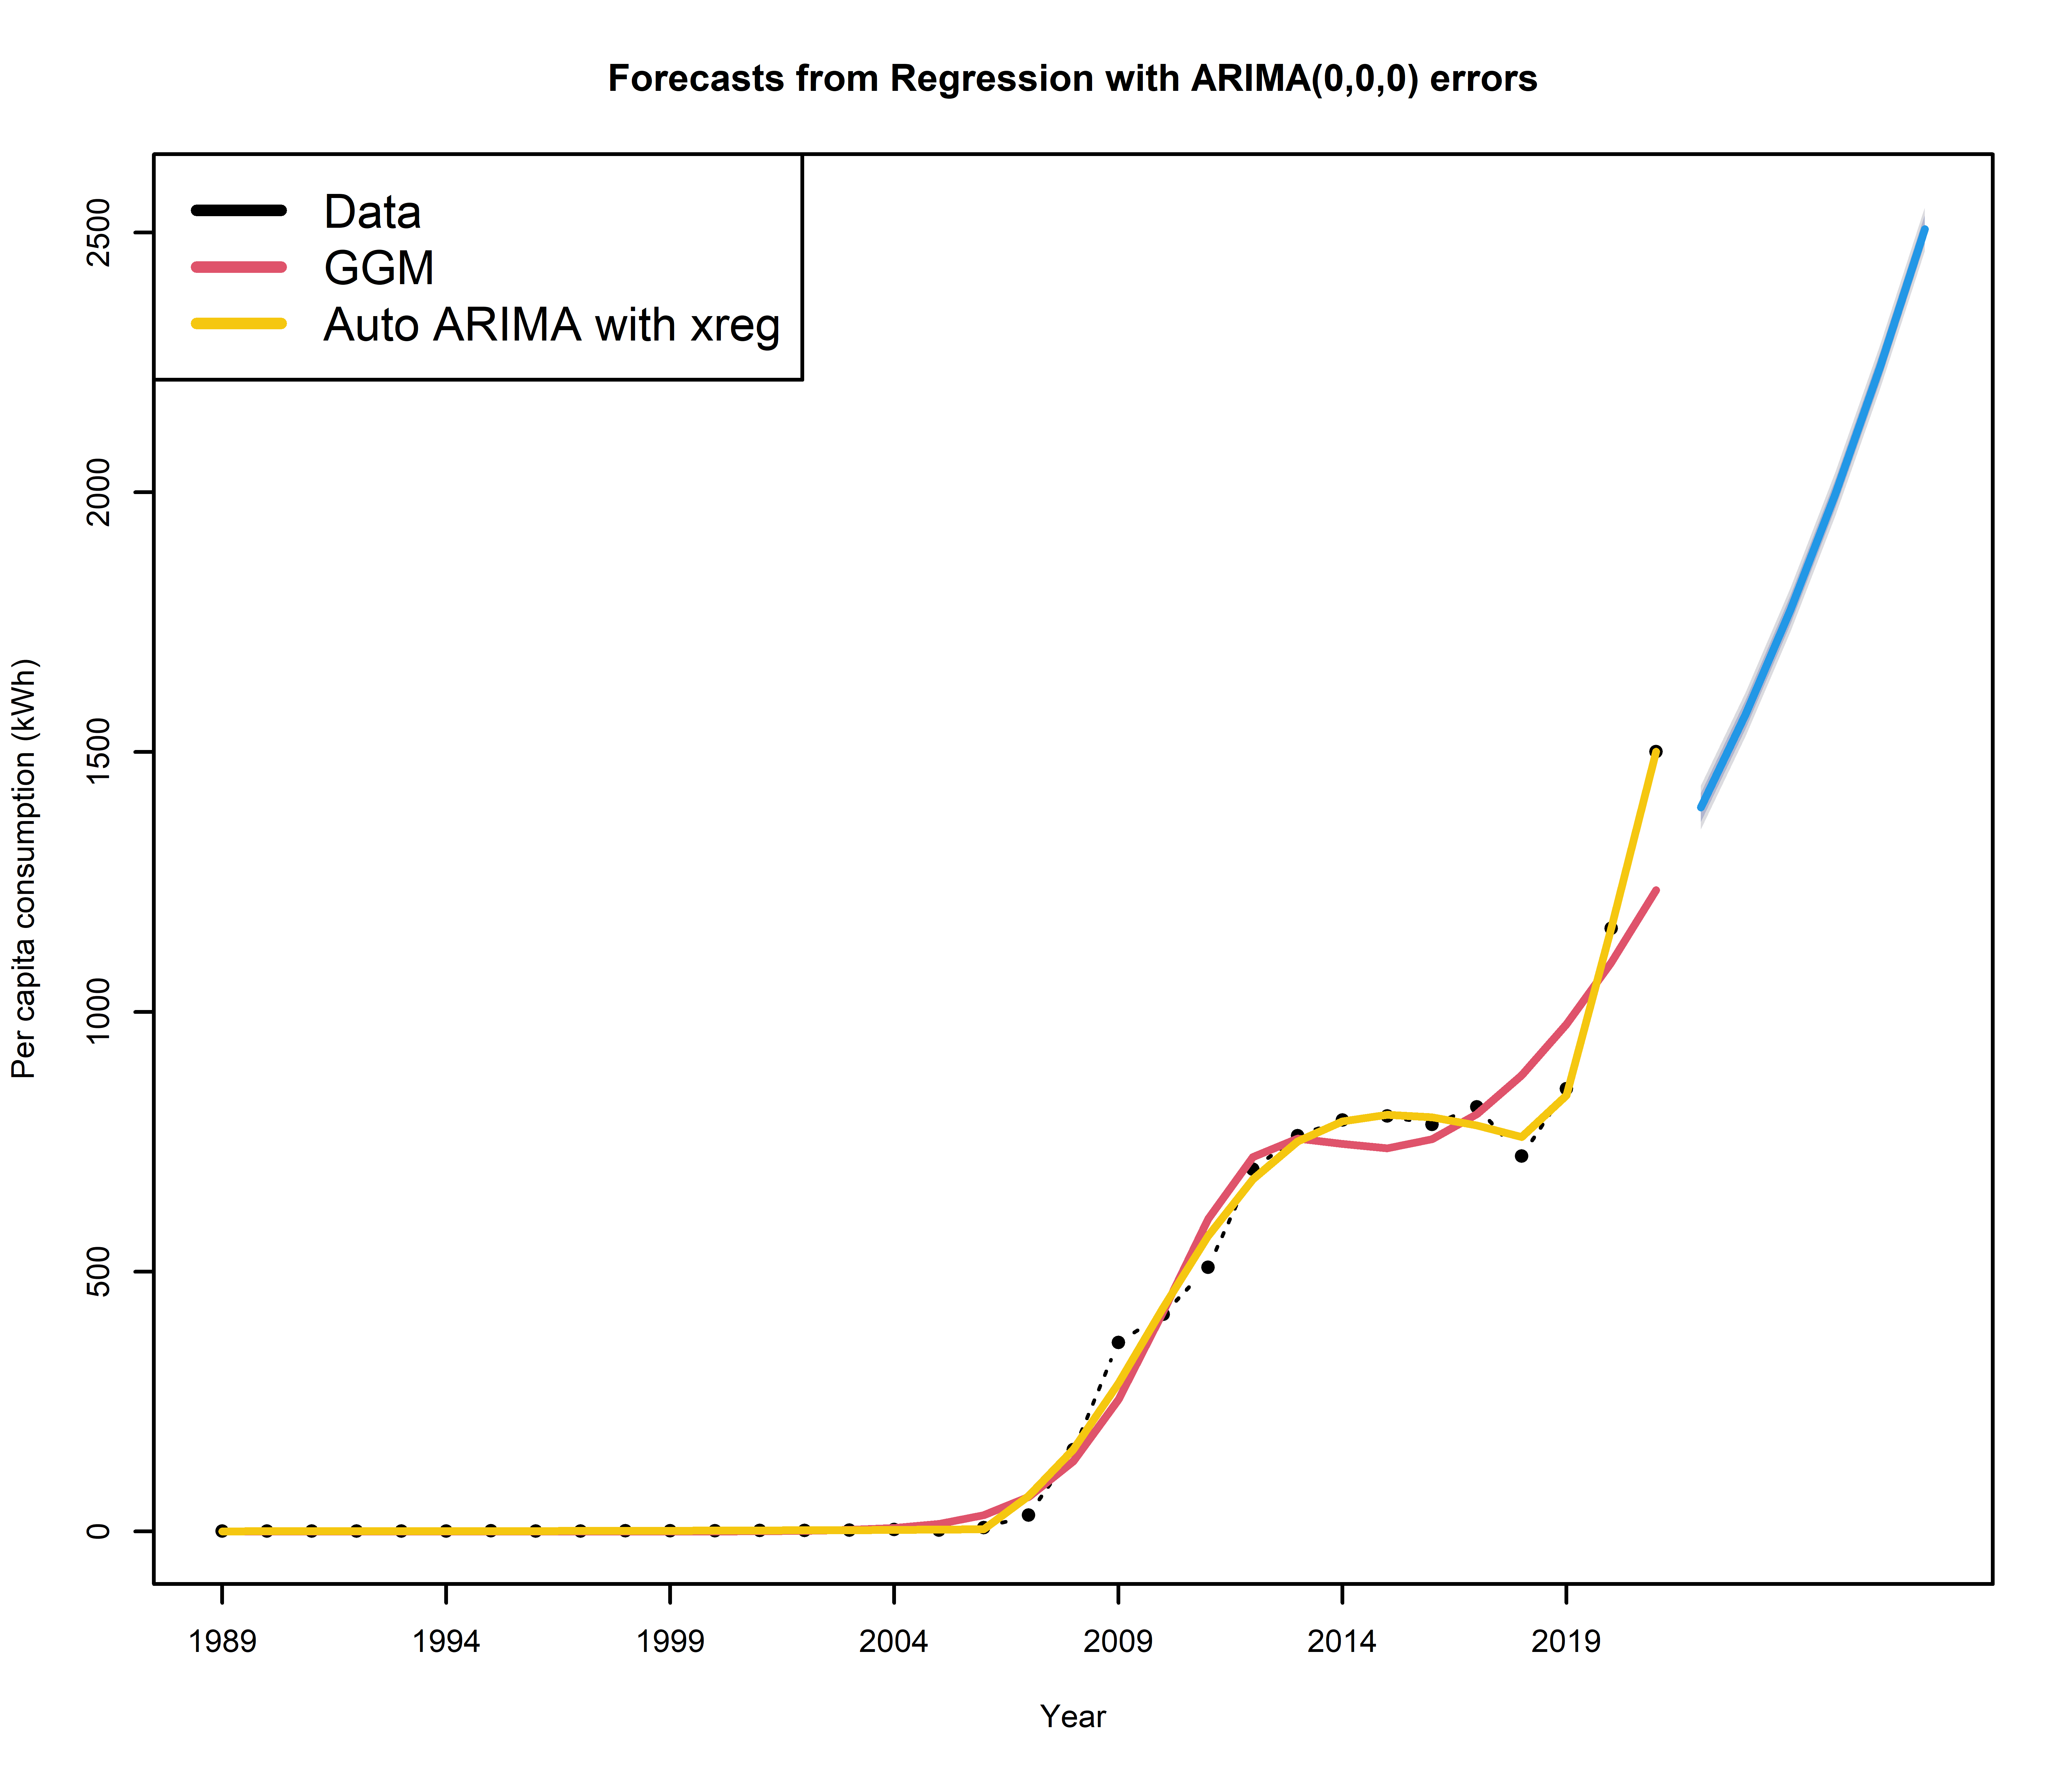 Forecasts from Regression with ARIMA(0,0,0) errors
Data
GGM
Auto ARIMA with xreg
Per capita consumption (kWh)
2500
2000
1500
1000
500
0
1989 1994 1999 2004 2009 2014 2019
Year